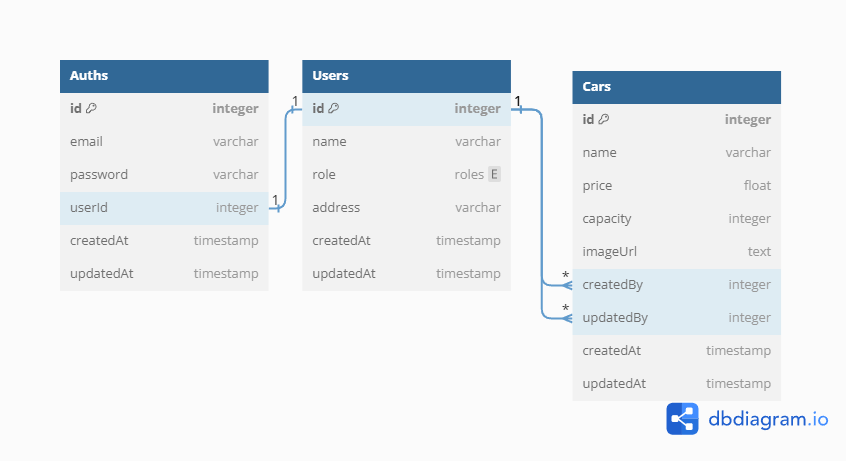 Auths
id integer
email varchar
password varchar
userId integer
createdAt timestamp
updatedAt timestamp
1
1
Users
id integer
name varchar
role roles E
address varchar
createdAt timestamp
updatedAt timestamp
1
*
*
Cars
id integer
name varchar
price float
capacity integer
imageUrl text
createdBy integer
updatedBy integer
createdAt timestamp
updatedAt timestamp
dbdiagram.io